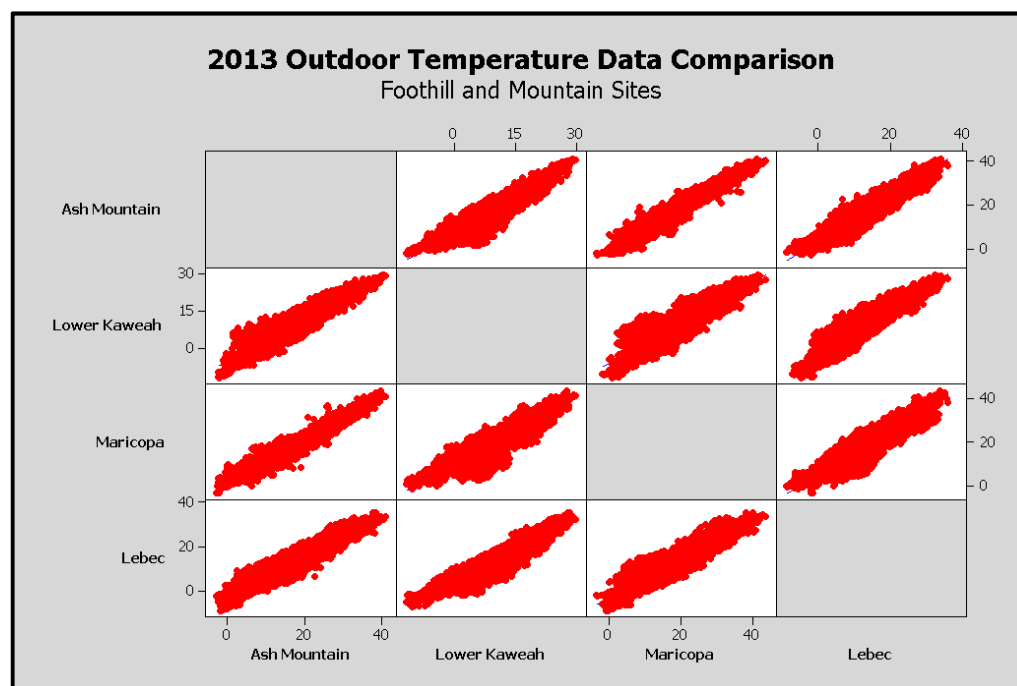 2013 Outdoor Temperature Data Comparison
Foothill and Mountain Sites
0 15 30 0 20 40
Ash Mountain
40
20
0
Lower Kaweah
30
15
0
Maricopa
40
20
0
Lebec
40
20
0
0 20 40 0 20 40
Ash Mountain Lower Kaweah Maricopa Lebec